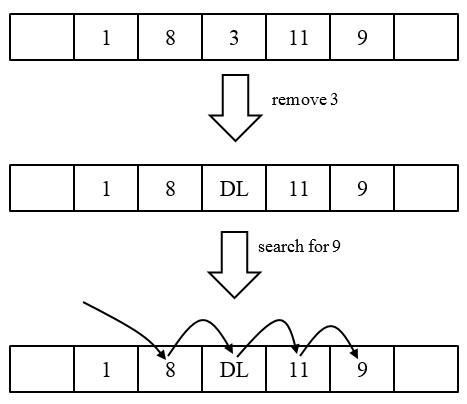 1 8 3 11 9
remove 3
1 8 DL 11 9
search for 9
1 8 DL 11 9